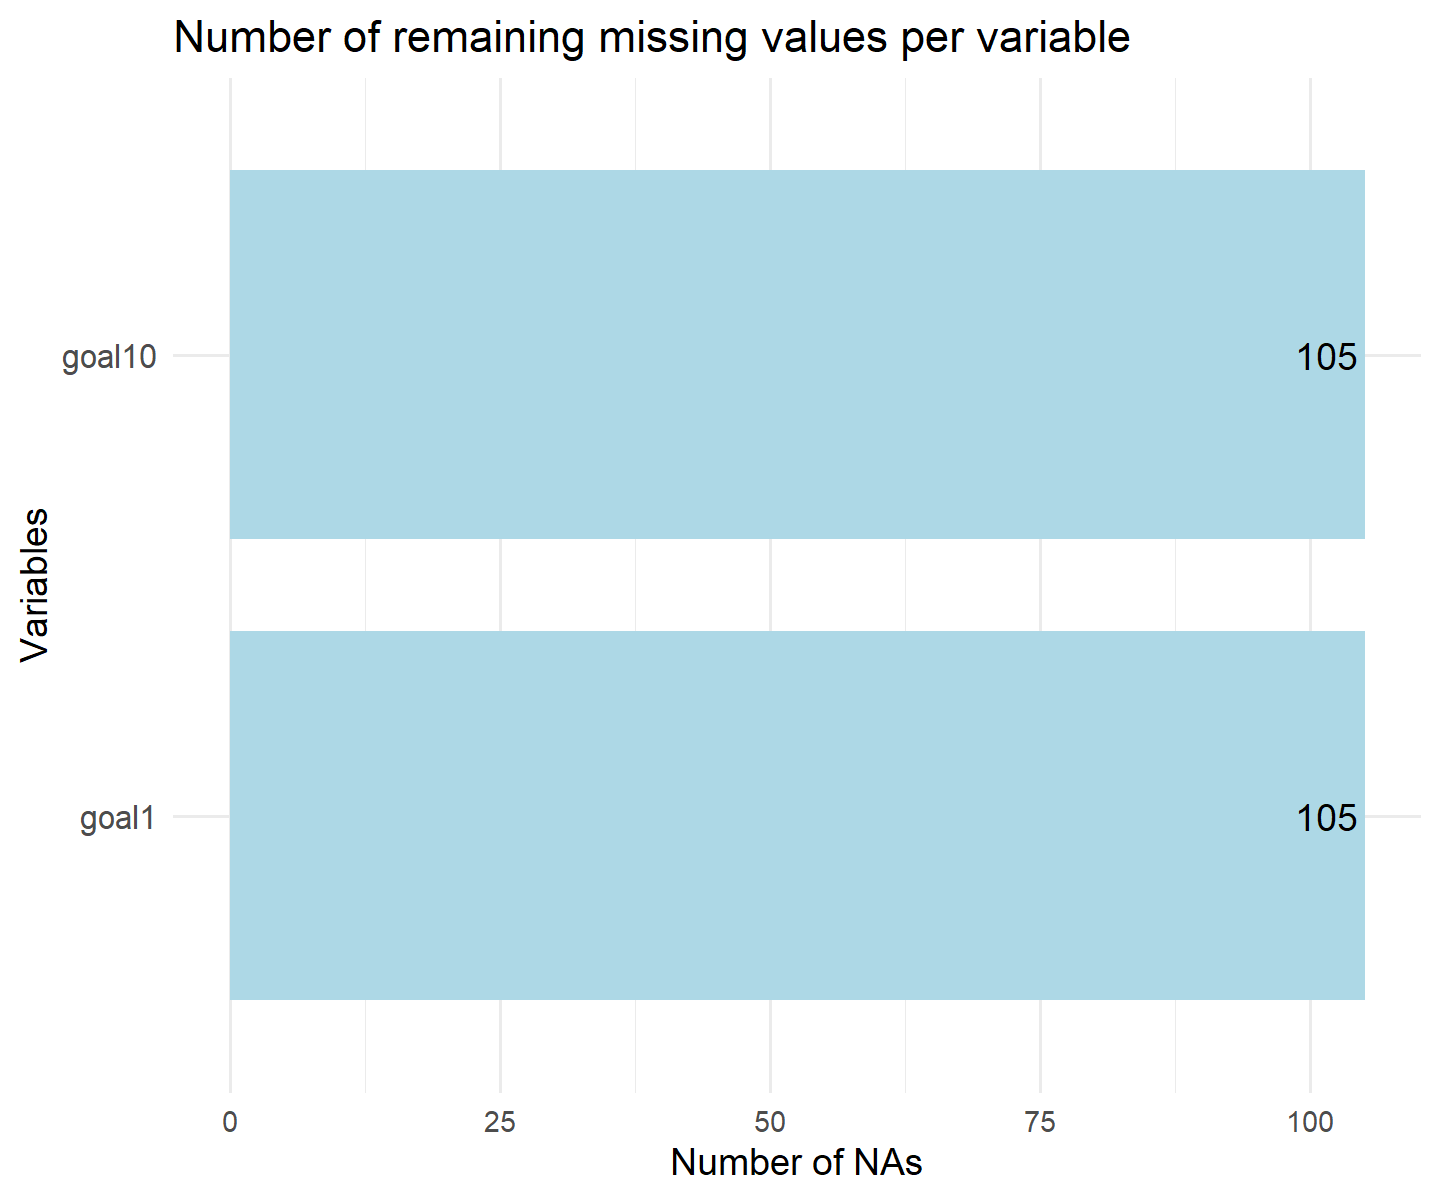 Number of remaining missing values per variable
goal10
105
Variables
goal1
105
0 25 50 75 100
Number of NAs